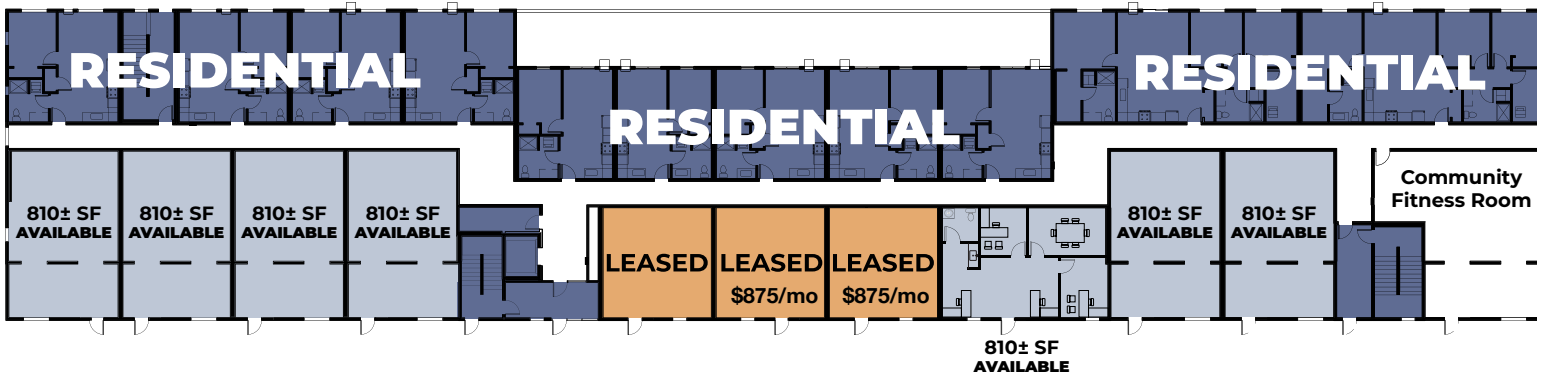 RESIDENTIAL
RESIDENTIAL
RESIDENTIAL
810± SF
AVAILABLE
810± SF
AVAILABLE
810± SF
AVAILABLE
810± SF
AVAILABLE
LEASED
LEASED
$875/mo
LEASED
$875/mo
810± SF
AVAILABLE
810± SF
AVAILABLE
810± SF
AVAILABLE
Community
Fitness Room